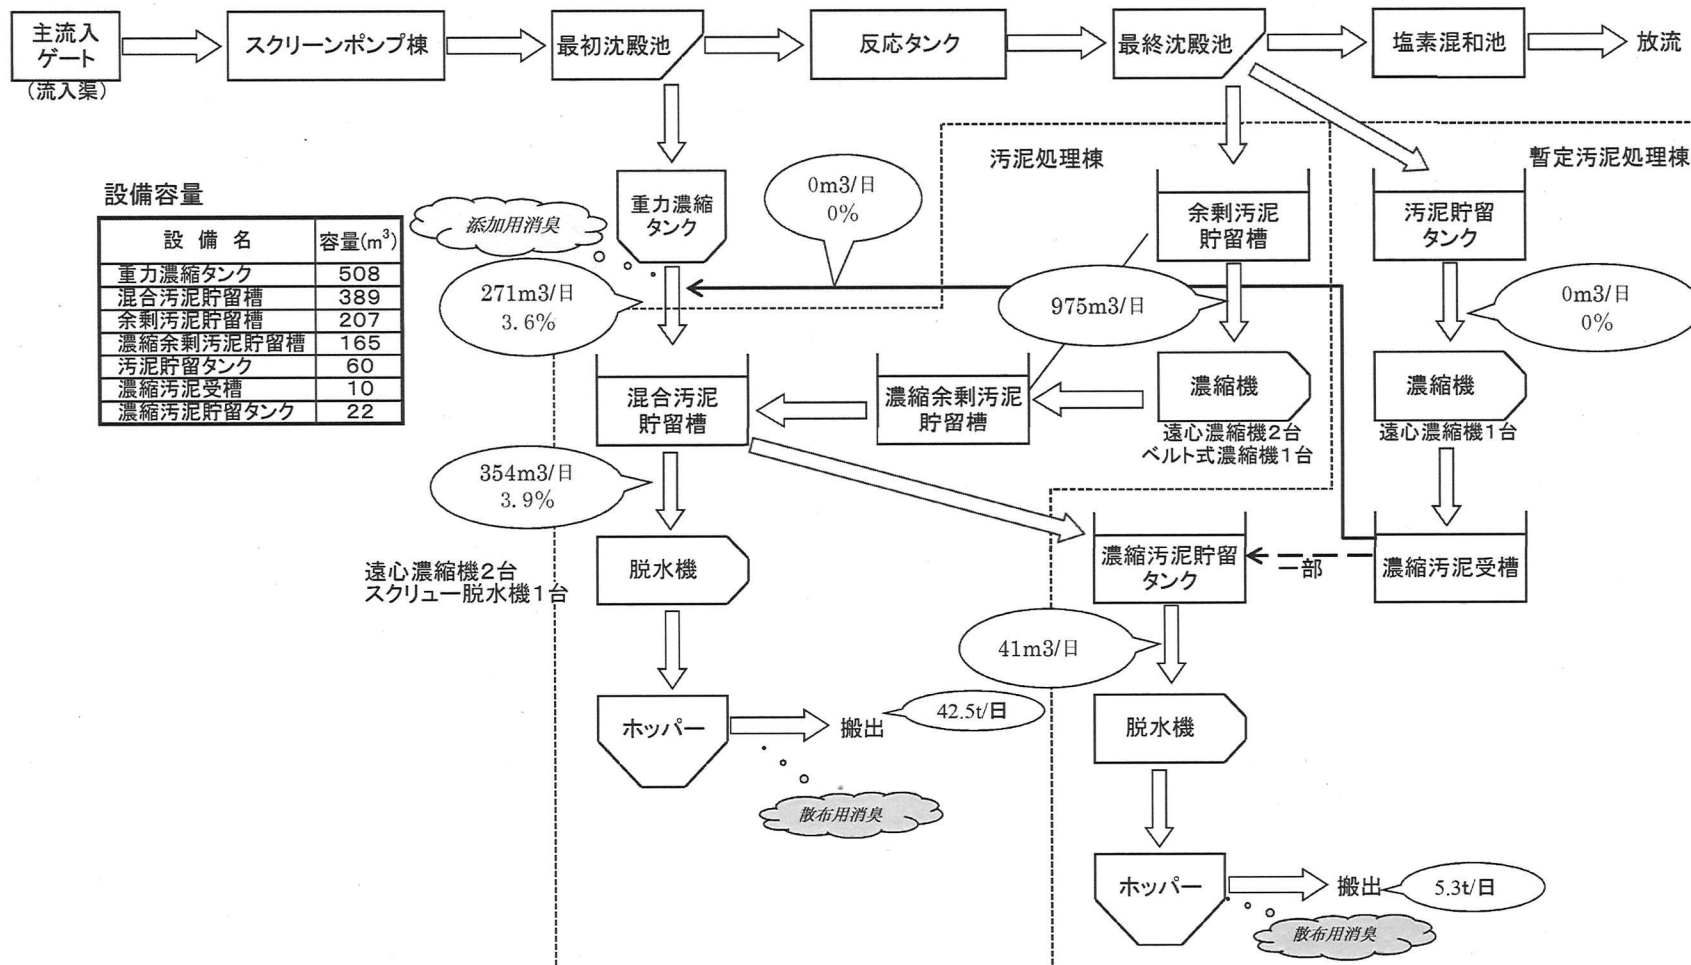 主流入
ゲート
(流入渠)
スクリーンポンプ棟
最初沈殿池
反応タンク
最終沈殿池
塩素混和池
放流
汚泥処理棟
暫定汚泥処理棟
設備容量
設 備 名
容量(m³)
重力濃縮タンク
508
混合汚泥貯留槽
389
余剰汚泥貯留槽
207
濃縮余剰汚泥貯留槽
165
汚泥貯留タンク
60
濃縮汚泥受槽
10
濃縮汚泥貯留タンク
22
添加用消臭
重力濃縮
タンク
0m3/日
0%
余剰汚泥
貯留槽
汚泥貯留
タンク
271m3/日
3.6%
975m3/日
0m3/日
0%
混合汚泥
貯留槽
濃縮余剰汚泥
貯留槽
濃縮機
遠心濃縮機2台
ベルト式濃縮機1台
濃縮機
遠心濃縮機1台
354m3/日
3.9%
遠心濃縮機2台
スクリュー脱水機1台
脱水機
濃縮汚泥貯留
タンク
一部
濃縮汚泥受槽
41m3/日
ホッパー
搬出
42.5t/日
脱水機
散布用消臭
ホッパー
搬出
5.3t/日
散布用消臭